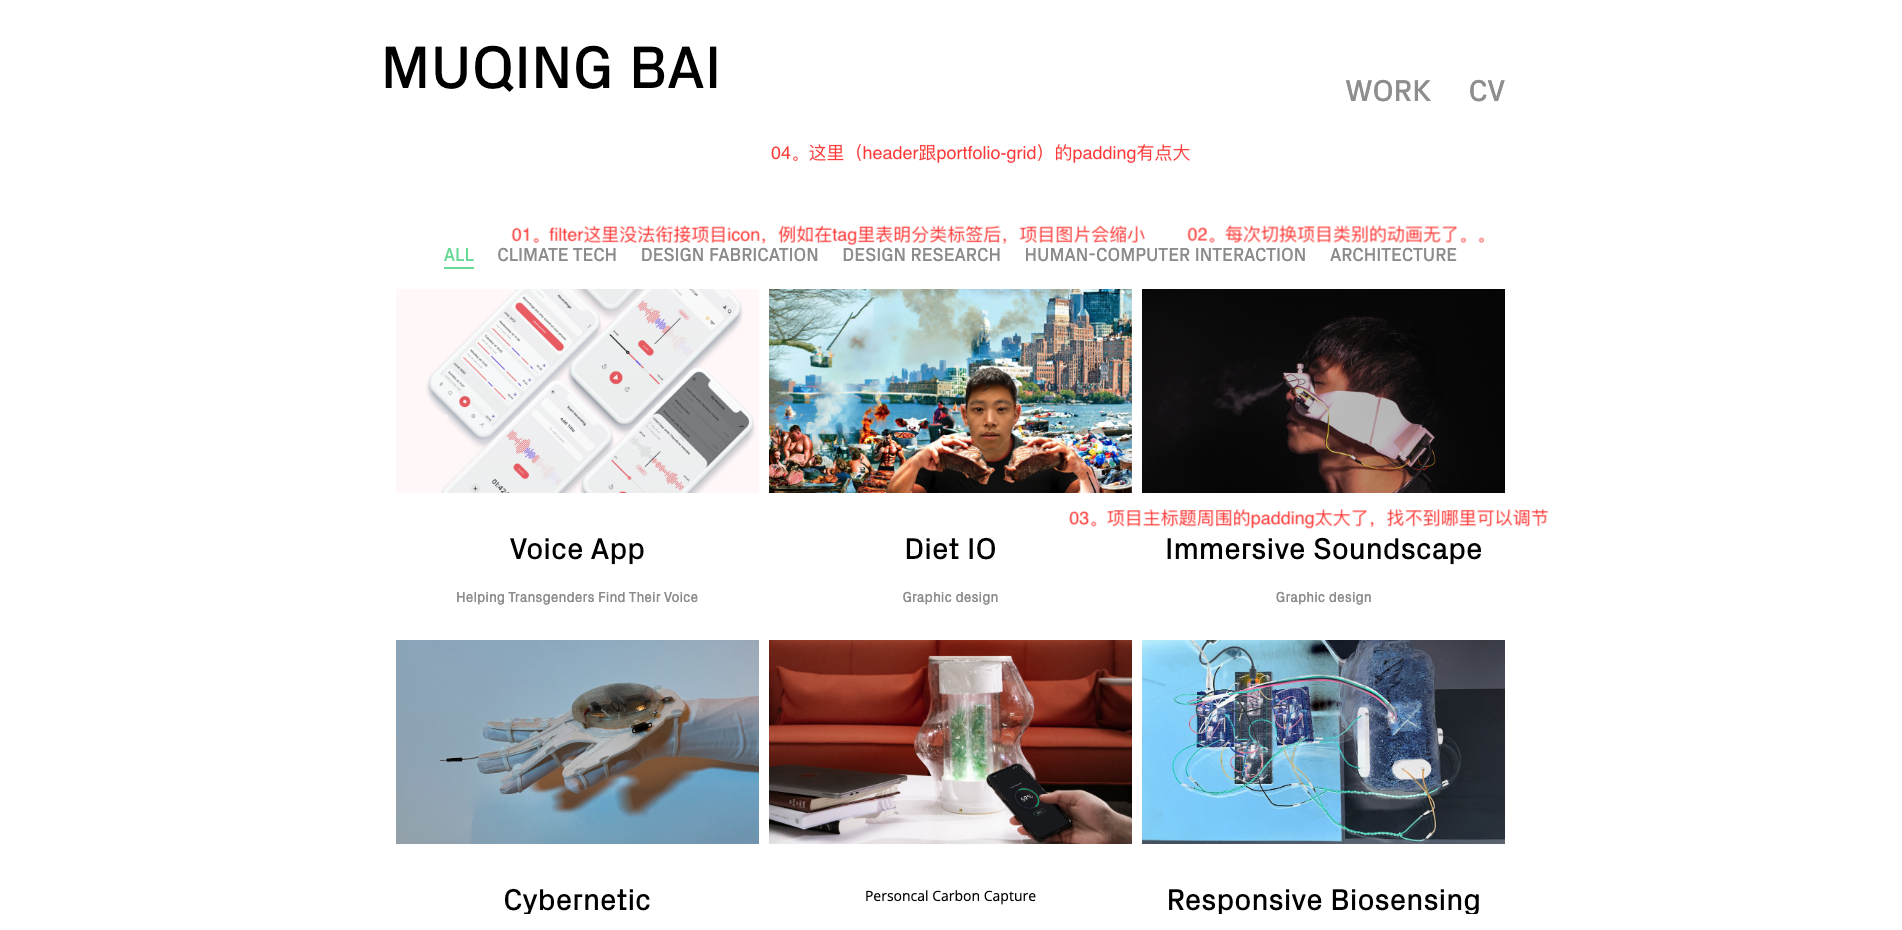 MUQING BAI
WORK CV
04。这里（header跟portfolio-grid）的padding有点大
01。filter这里没法衔接项目icon，例如在tag里表明分类标签后，项目图片会缩小 02。每次切换项目类别的动画无了。。
ALL CLIMATE TECH DESIGN FABRICATION DESIGN RESEARCH HUMAN-COMPUTER INTERACTION ARCHITECTURE
03。项目主标题周围的padding太大了，找不到哪里可以调节
Voice App Diet IO Immersive Soundscape
Helping Transgenders Find Their Voice Graphic design Graphic design
59%
Cybernetic Personcal Carbon Capture Responsive Biosensing